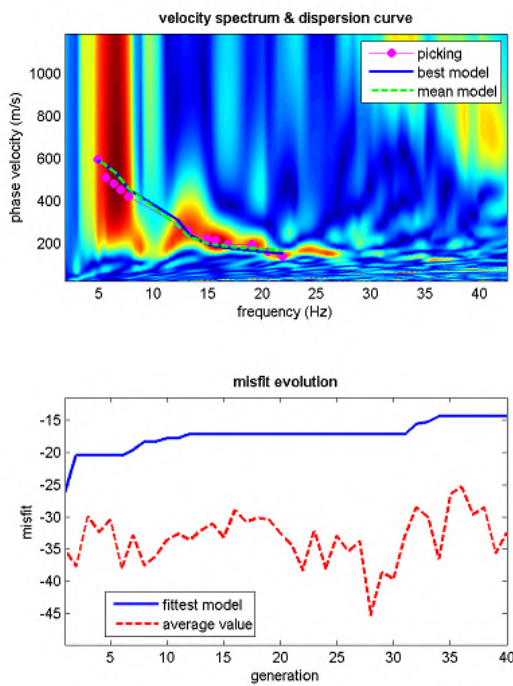 velocity spectrum & dispersion curve
phase velocity (m/s)
1000
800
600
400
200
picking
best model
mean model
5 10 15 20 25 30 35 40
frequency (Hz)
misfit evolution
misfit
-15
-20
-25
-30
-35
-40
-45
fittest model
average value
5 10 15 20 25 30 35 40
generation